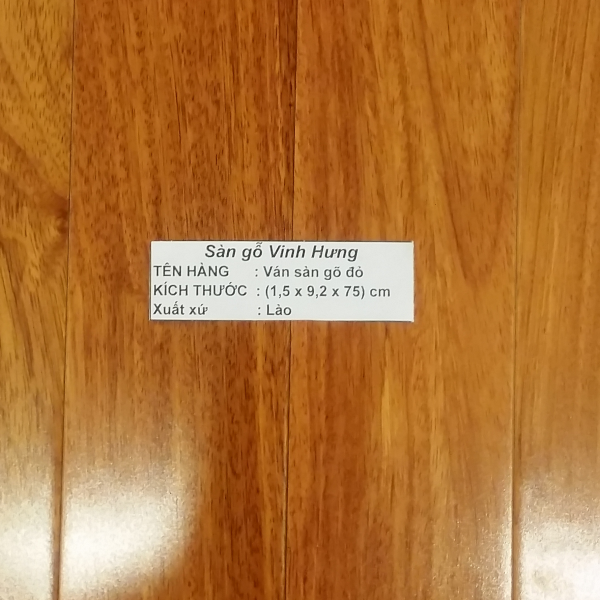 Sàn gỗ Vinh Hưng
TÊN HÀNG : Ván sàn gõ đỏ
KÍCH THƯỚC : (1,5 x 9,2 x 75) cm
Xuất xứ : Lào